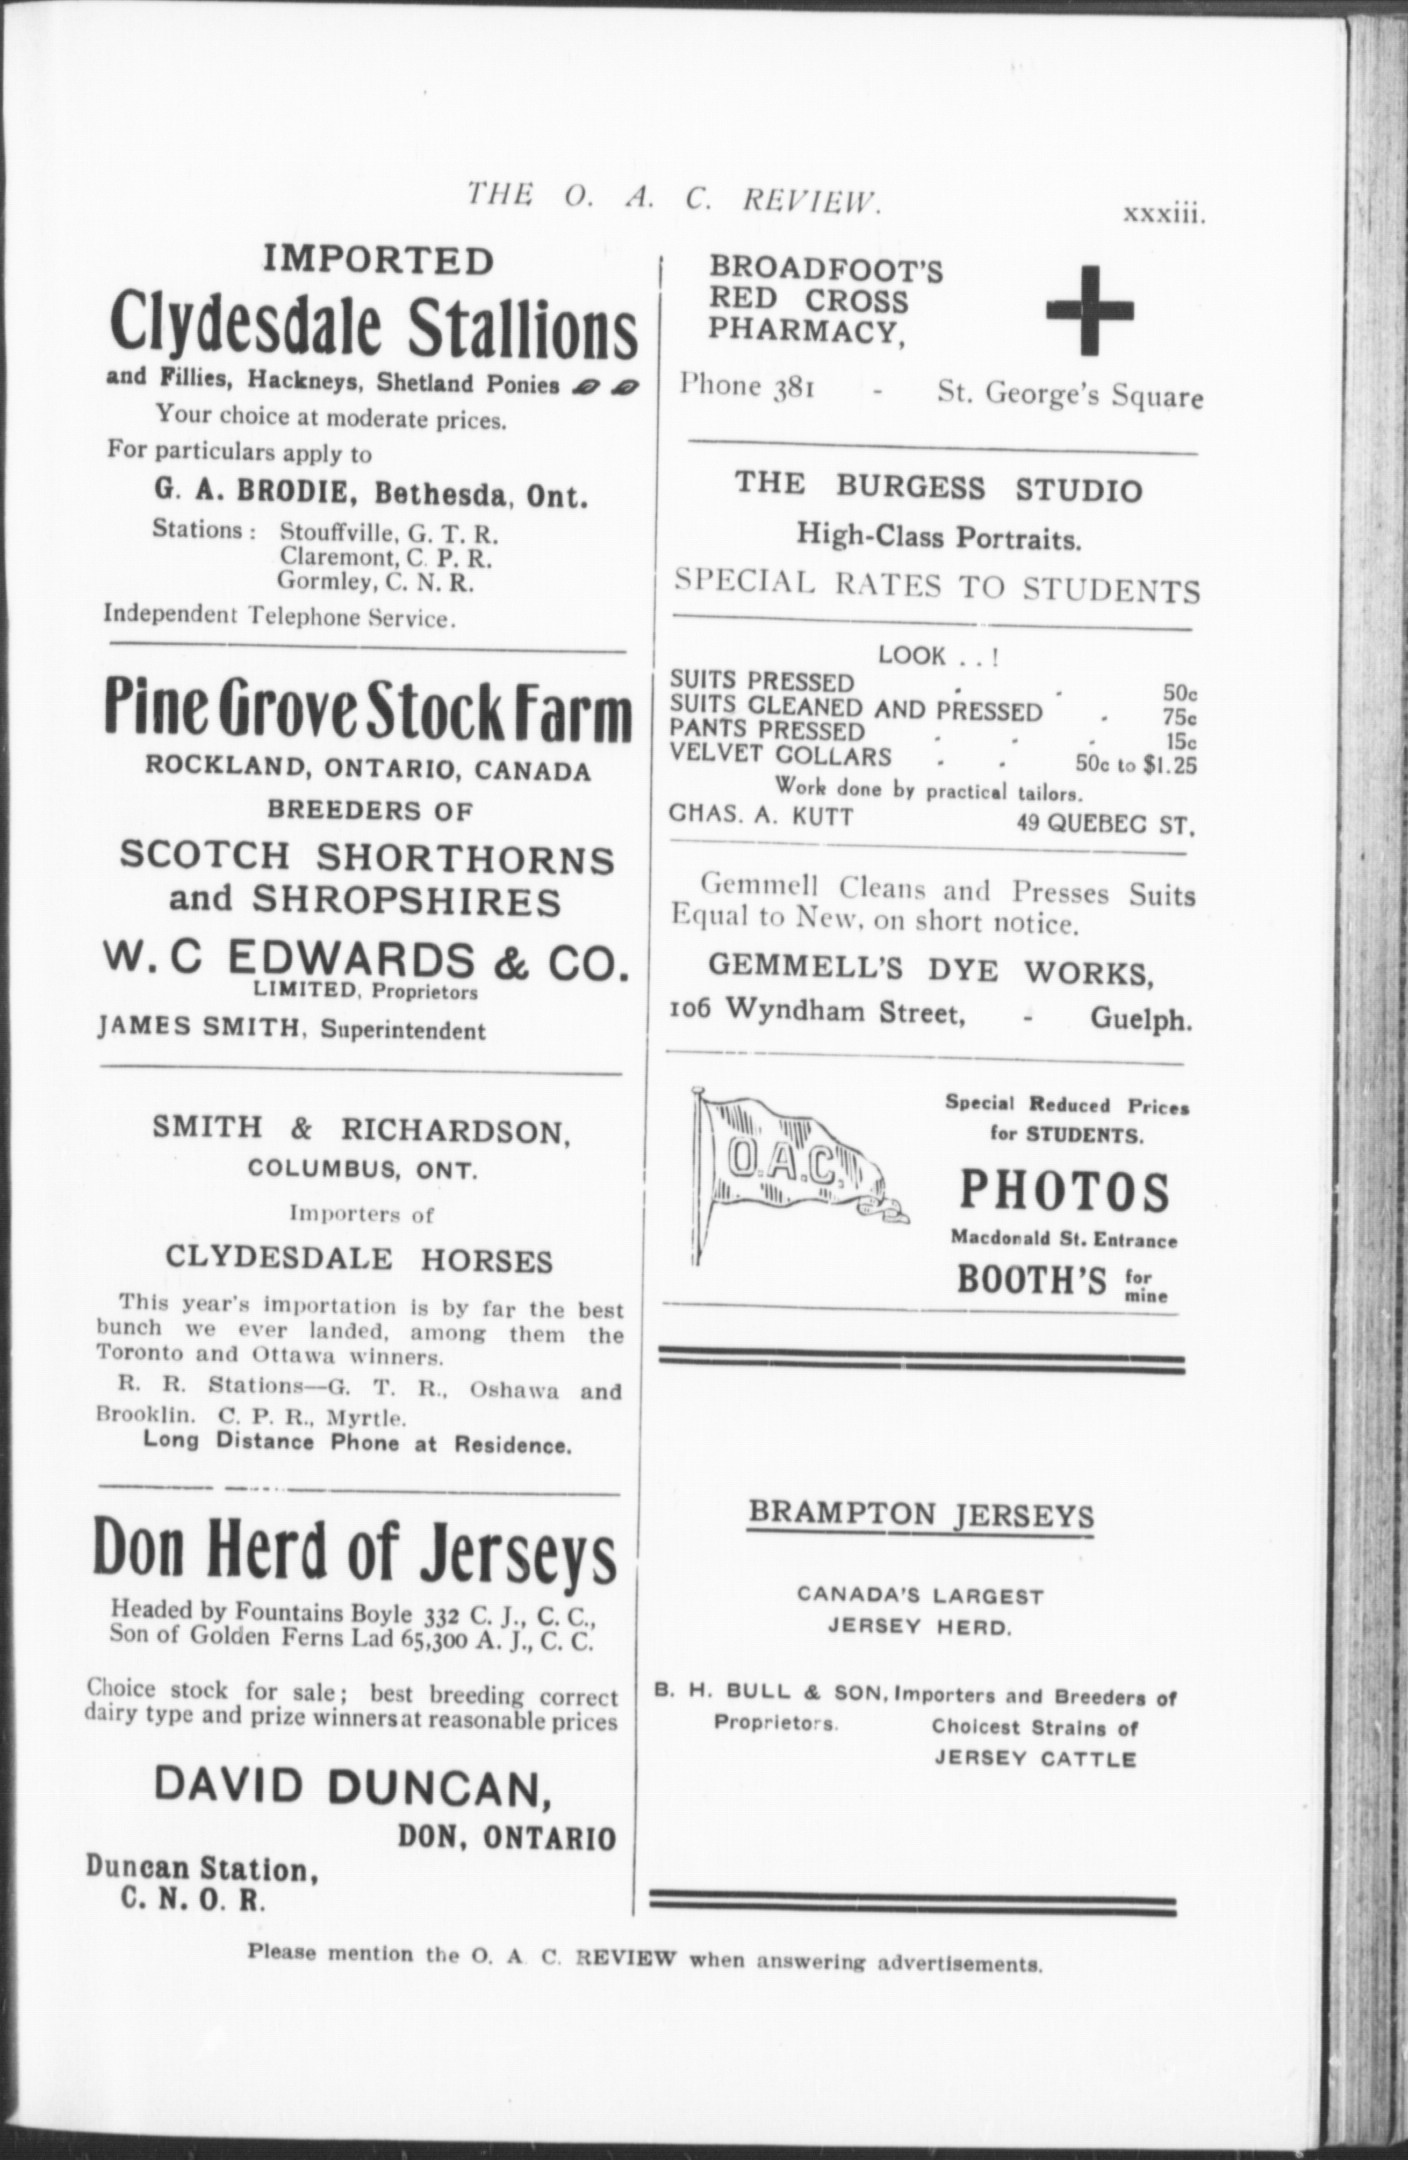 THE O. A. C. REVIEW.
xxxiii.
IMPORTED
Clydesdale Stallions
and Fillies, Hackneys, Shetland Ponies
Your choice at moderate prices.
For particulars apply to
G. A. BRODIE, Bethesda, Ont.
Stations : Stouffville, G. T. R.
Claremont, C. P. R.
Gormley, C. N. R.
Independent Telephone Service.
Pine Grove Stock Farm
ROCKLAND, ONTARIO, CANADA
BREEDERS OF
SCOTCH SHORTHORNS
and SHROPSHIRES
W. C EDWARDS & CO.
LIMITED, Proprietors
JAMES SMITH, Superintendent
SMITH & RICHARDSON,
COLUMBUS, ONT.
Importers of
CLYDESDALE HORSES
This year's importation is by far the best
bunch we ever landed, among them the
Toronto and Ottawa winners.
R. R. Stations—G. T. R., Oshawa and
Brooklin. C. P. R., Myrtle.
Long Distance Phone at Residence.
Don Herd of Jerseys
Headed by Fountains Boyle 332 C. J., C. C.,
Son of Golden Ferns Lad 65,300 A. J., C. C.
Choice stock for sale; best breeding correct
dairy type and prize winners at reasonable prices
DAVID DUNCAN,
DON, ONTARIO
Duncan Station,
C. N. O. R.
BROADFOOT'S
RED CROSS
PHARMACY,
Phone 381 - St. George's Square
THE BURGESS STUDIO
High-Class Portraits.
SPECIAL RATES TO STUDENTS
LOOK . . !
SUITS PRESSED . . 50c
SUITS CLEANED AND PRESSED . 75c
PANTS PRESSED . . . 15c
VELVET COLLARS . . 50c to $1.25
Work done by practical tailors.
CHAS. A. KUTT 49 QUEBEC ST.
Gemmell Cleans and Presses Suits
Equal to New, on short notice.
GEMMELL'S DYE WORKS,
106 Wyndham Street, - Guelph.
O.A.C.
Special Reduced Prices
for STUDENTS.
PHOTOS
Macdonald St. Entrance
BOOTH'S for mine
BRAMPTON JERSEYS
CANADA'S LARGEST
JERSEY HERD.
B. H. BULL & SON, Importers and Breeders of
Proprietors. Choicest Strains of
JERSEY CATTLE
Please mention the O. A. C. REVIEW when answering advertisements.